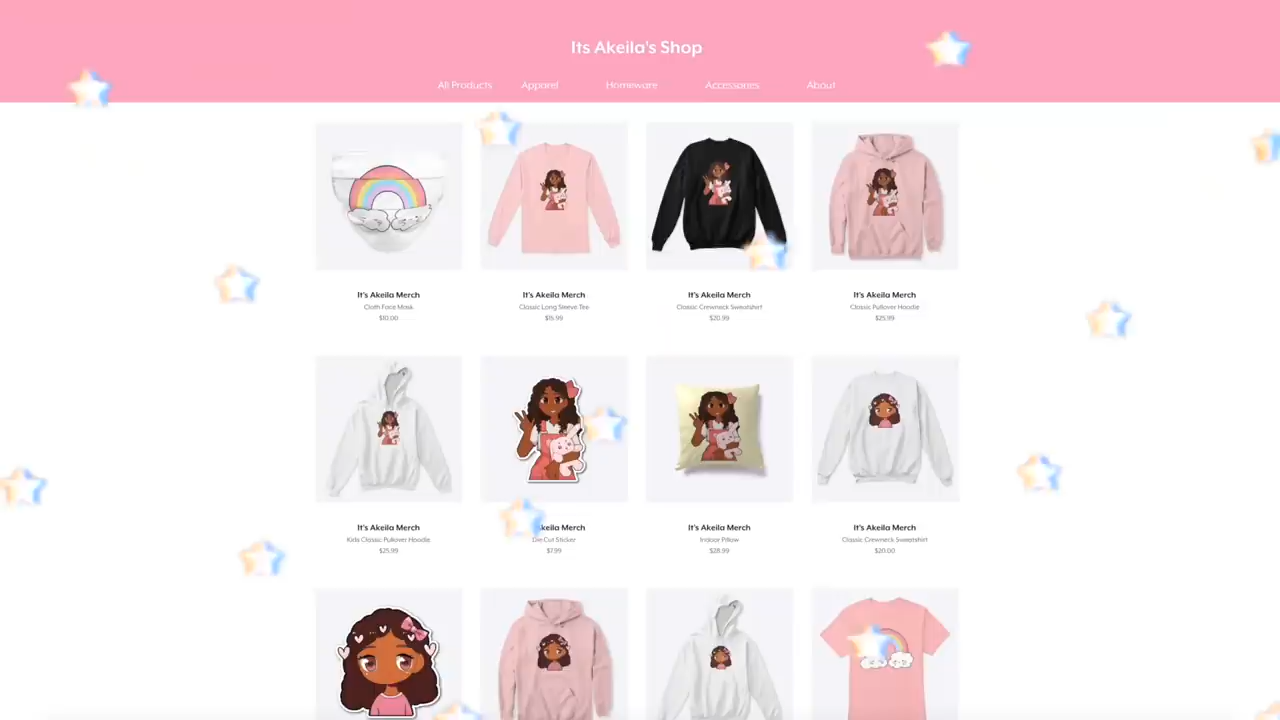 Its Akeila's Shop
All Products Apparel Homeware Accessories About
It's Akeila Merch
Cloth Face Mask
$10.00
It's Akeila Merch
Classic Long Sleeve Tee
$15.99
It's Akeila Merch
Classic Crewneck Sweatshirt
$20.99
It's Akeila Merch
Classic Pullover Hoodie
$25.99
It's Akeila Merch
Kids Classic Pullover Hoodie
$25.99
Akeila Merch
Die Cut Sticker
$7.99
It's Akeila Merch
Indoor Pillow
$28.99
It's Akeila Merch
Classic Crewneck Sweatshirt
$20.00